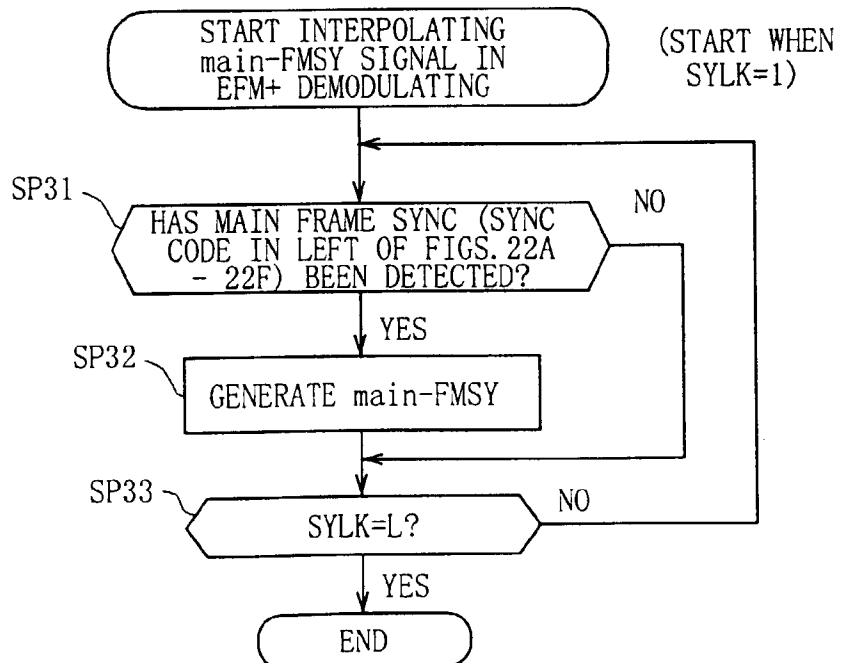 START INTERPOLATING
main-FMSY SIGNAL IN
EFM+ DEMODULATING
(START WHEN
SYLK=1)
SP31
HAS MAIN FRAME SYNC (SYNC
CODE IN LEFT OF FIGS. 22A
- 22F) BEEN DETECTED?
NO
YES
SP32
GENERATE main-FMSY
SP33
SYLK=L?
NO
YES
END